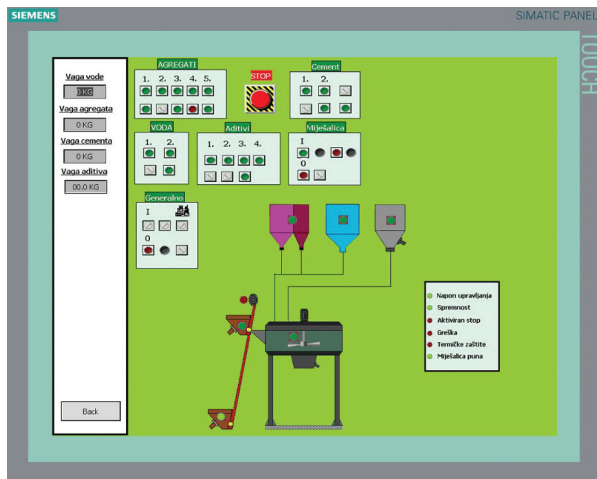 SIEMENS
SIMATIC PANEL
TOUCH
Vaga vode
0 KG
Vaga agregata
0 KG
Vaga cementa
0 KG
Vaga aditiva
00.0 KG
Back
AGREGATI
1. 2. 3. 4. 5.
STOP
Cement
1. 2.
VODA
1. 2.
Aditivi
1. 2. 3. 4.
Miješalica
I
0
Generalno
I
0
Napon upravljanja
Spremnost
Aktiviran stop
Greška
Termičke zaštite
Miješalica puna